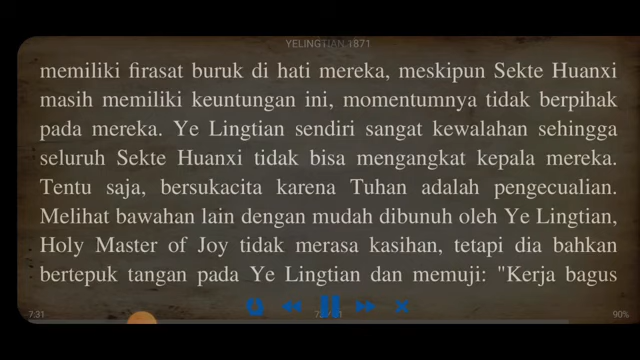 YELINGTIAN.1871
memiliki firasat buruk di hati mereka, meskipun Sekte Huanxi
masih memiliki keuntungan ini, momentumnya tidak berpihak
pada mereka. Ye Lingtian sendiri sangat kewalahan sehingga
seluruh Sekte Huanxi tidak bisa mengangkat kepala mereka.
Tentu saja, bersukacita karena Tuhan adalah pengecualian.
Melihat bawahan lain dengan mudah dibunuh oleh Ye Lingtian,
Holy Master of Joy tidak merasa kasihan, tetapi dia bahkan
bertepuk tangan pada Ye Lingtian dan memuji: "Kerja bagus
7.31
90%